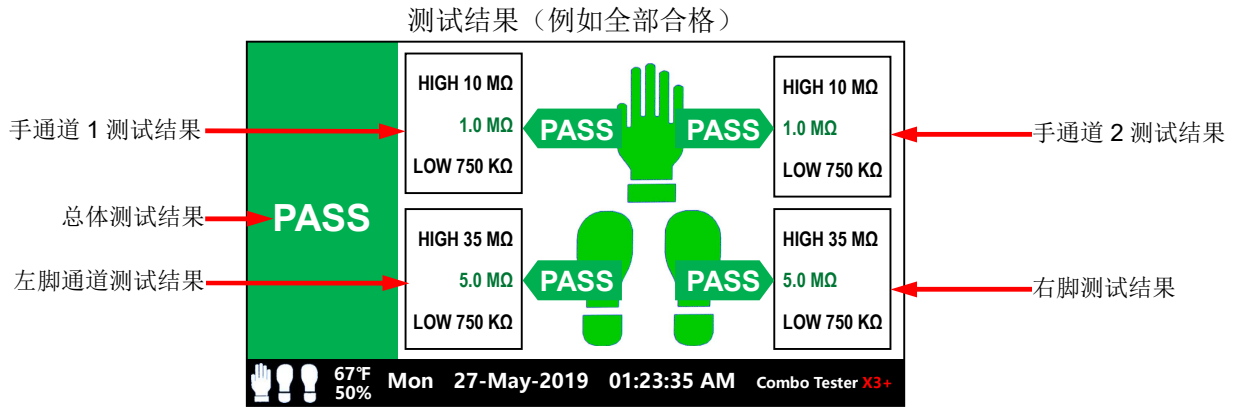 测试结果（例如全部合格）
手通道 1 测试结果
总体测试结果
左脚通道测试结果
PASS
HIGH 10 MΩ
1.0 MΩ
LOW 750 KΩ
PASS
PASS
HIGH 10 MΩ
1.0 MΩ
LOW 750 KΩ
HIGH 35 MΩ
5.0 MΩ
LOW 750 KΩ
PASS
PASS
HIGH 35 MΩ
5.0 MΩ
LOW 750 KΩ
手通道 2 测试结果
右脚测试结果
67℉
50%
Mon 27-May-2019 01:23:35 AM Combo Tester X3+